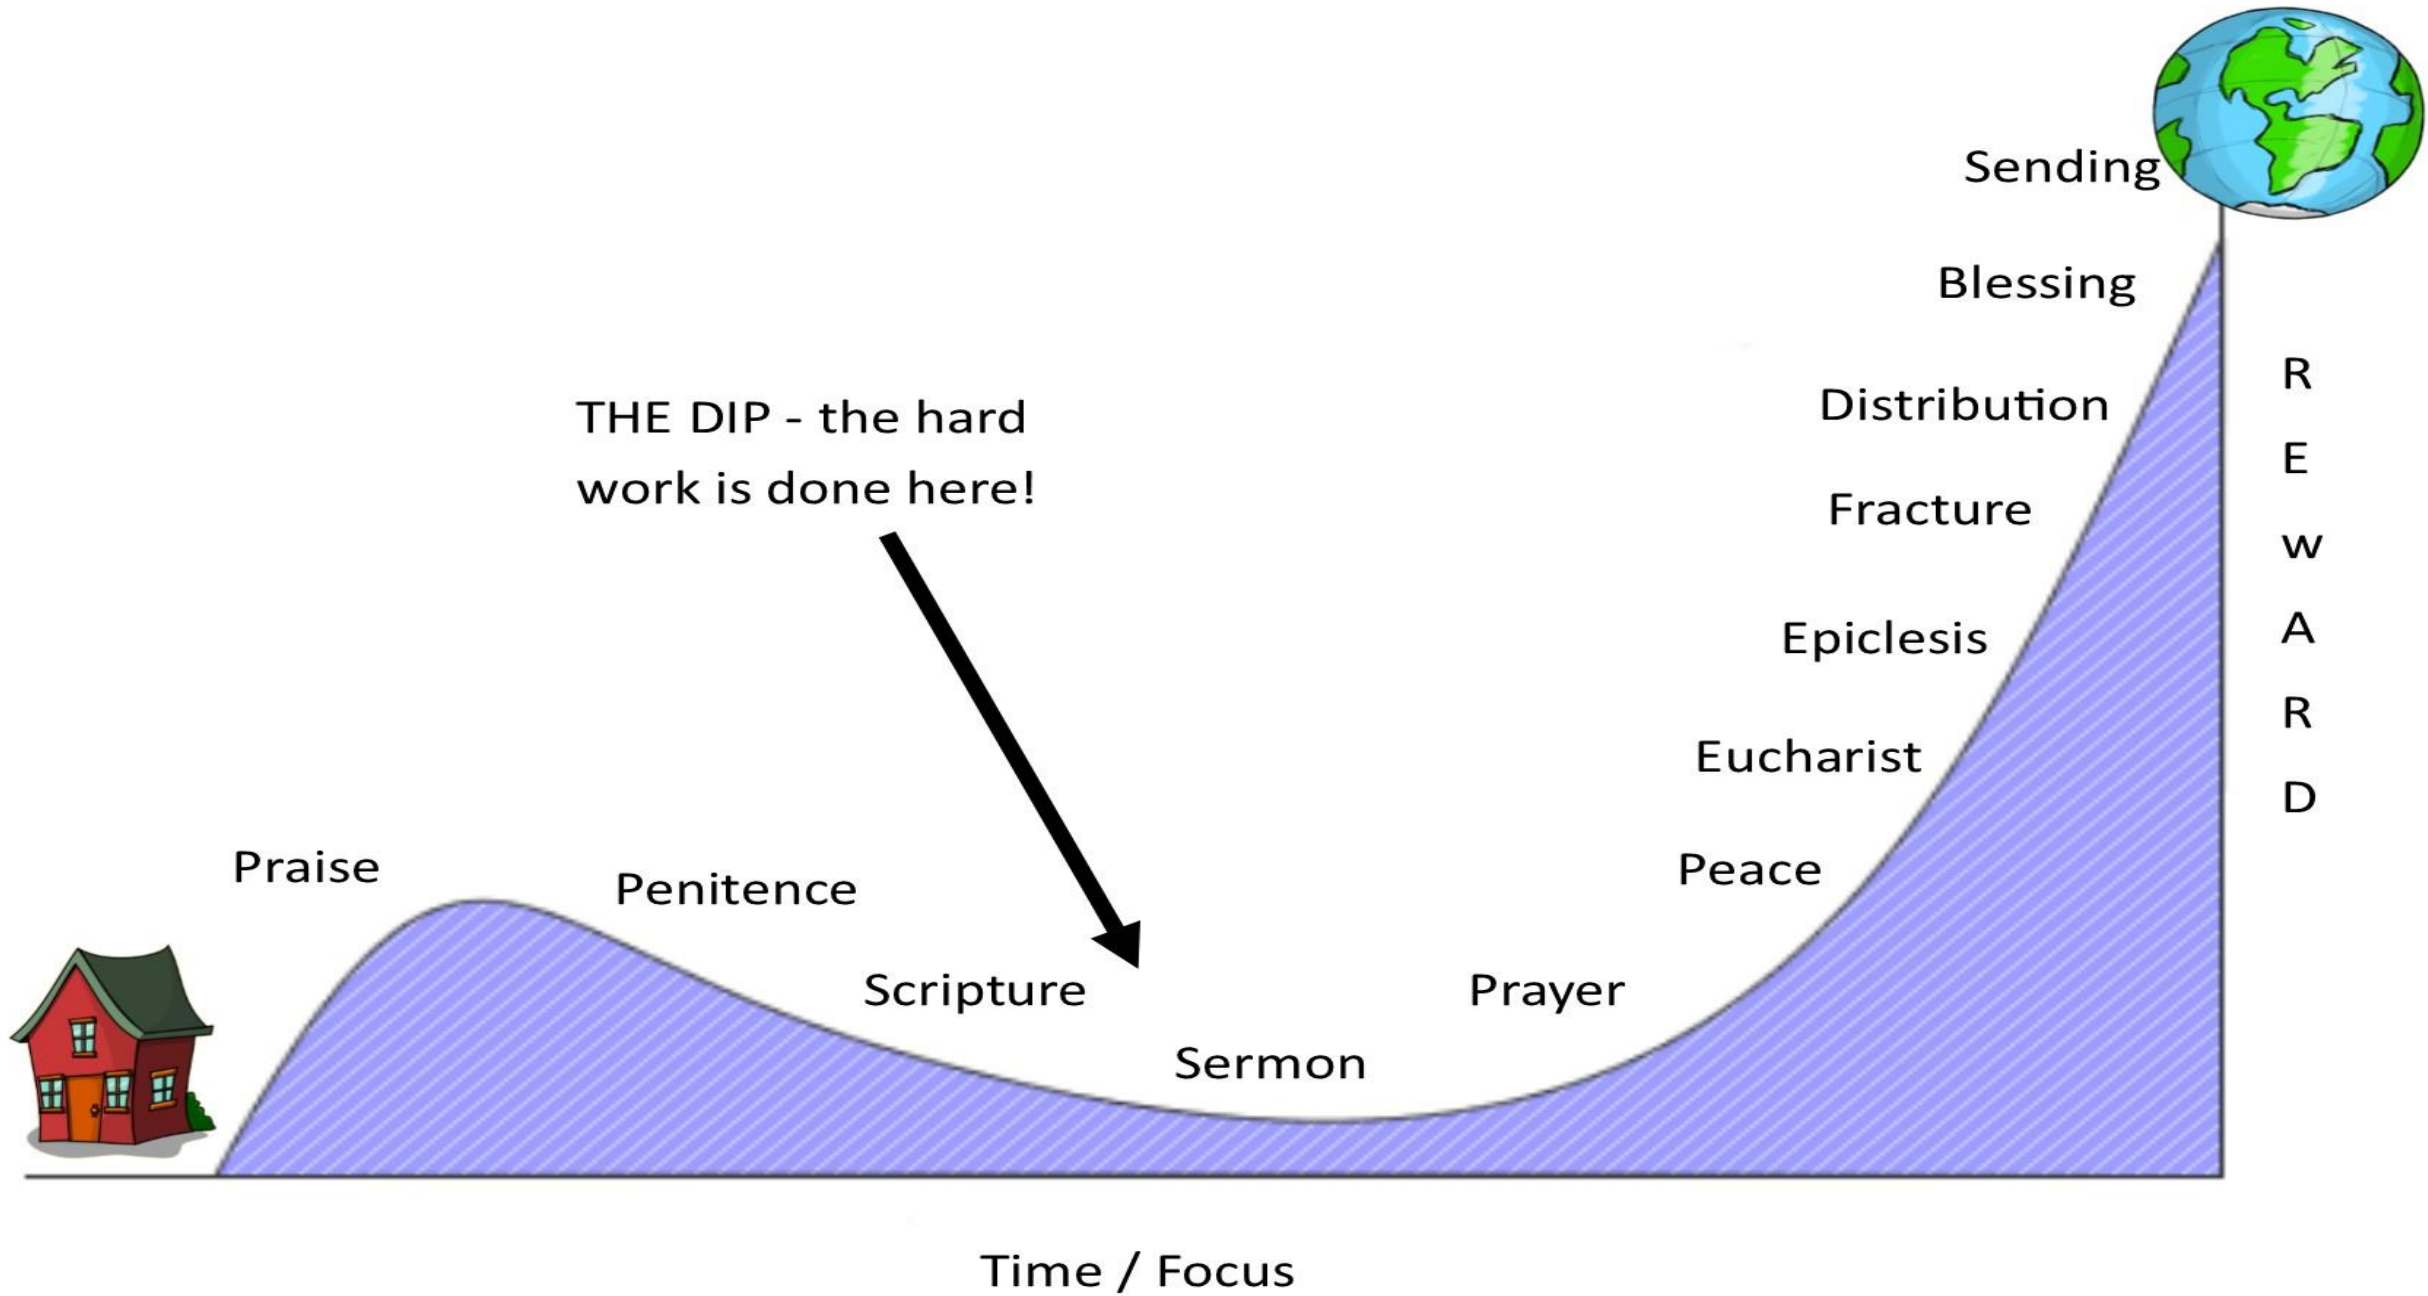 Sending
Blessing
THE DIP - the hard
work is done here!
Distribution
Fracture
Epiclesis
Eucharist
Peace
Praise
Penitence
Scripture
Prayer
Sermon
R
E
w
A
R
D
Time / Focus